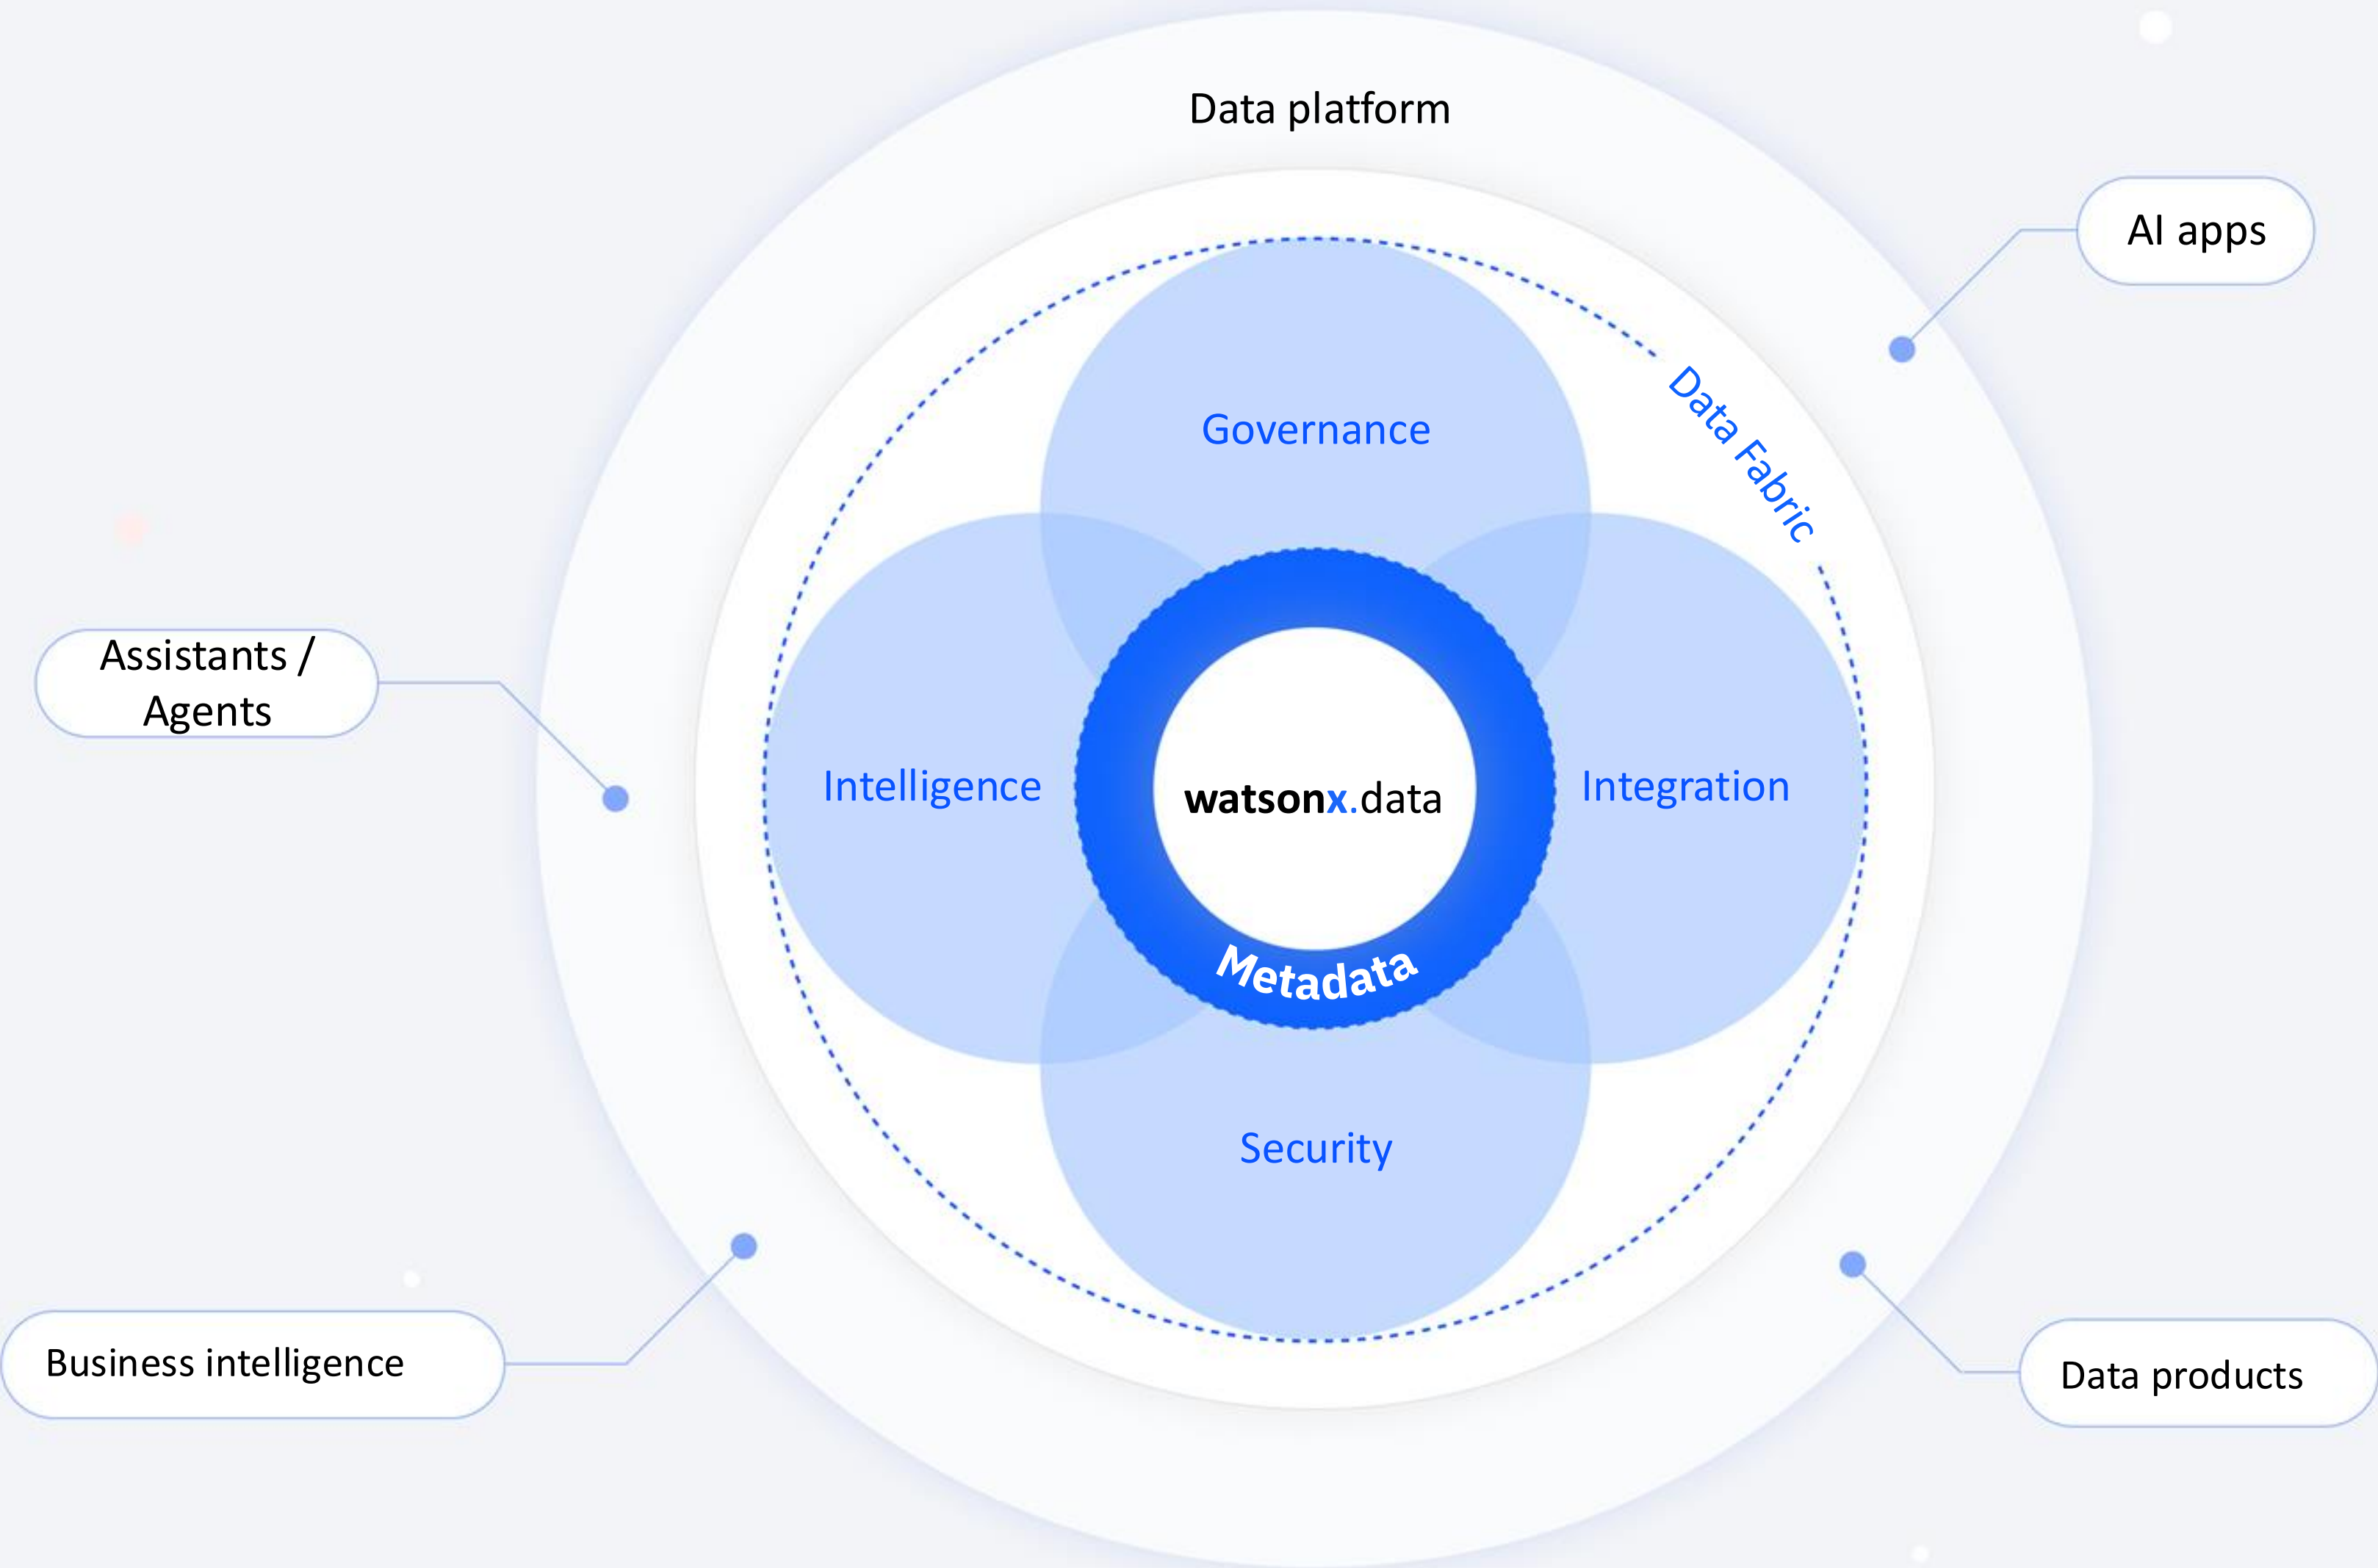 Data platform
AI apps
Data Fabric
Governance
Assistants /
Agents
Intelligence
watsonx.data
Integration
Metadata
Security
Business intelligence
Data products